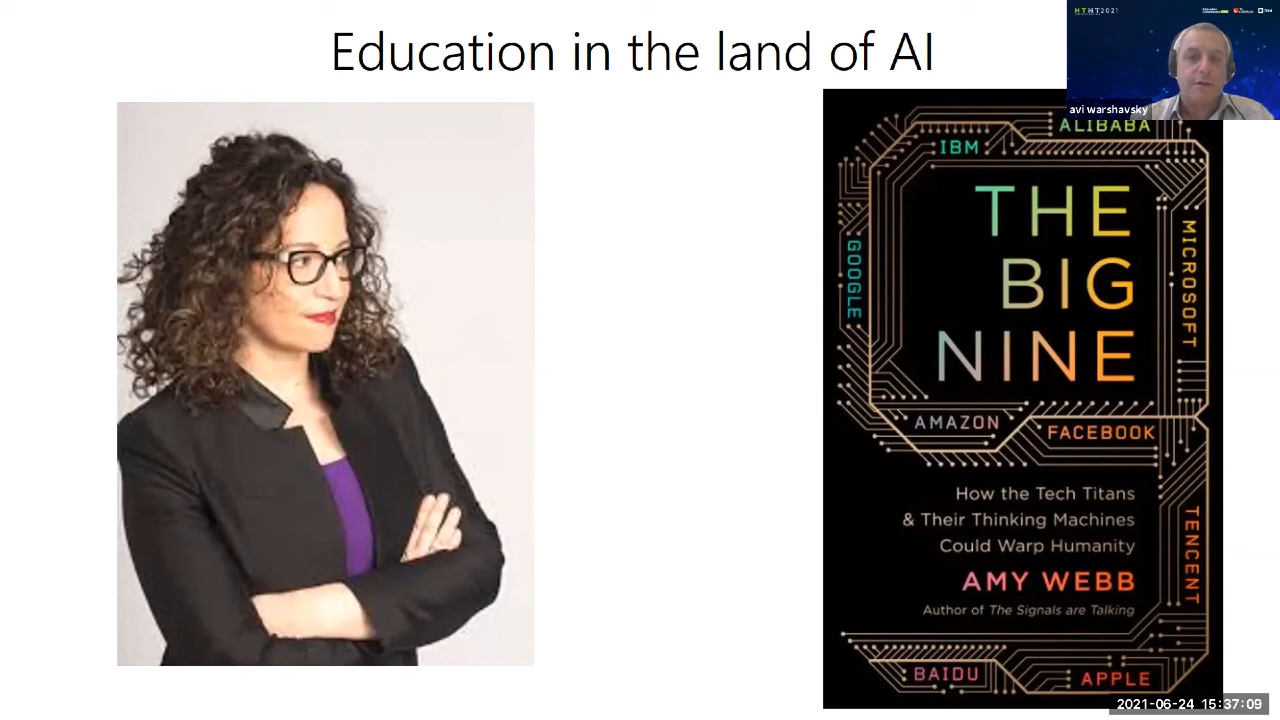 Education in the land of AI
HTHT2021
avi warshavsky
ALIBABA
IBM
THE
BIG
NINE
GOOGLE
MICROSOFT
AMAZON
FACEBOOK
How the Tech Titans
& Their Thinking Machines
Could Warp Humanity
AMY WEBB
Author of The Signals are Talking
TENCENT
BAIDU
APPLE
2021-06-24 15:37:09